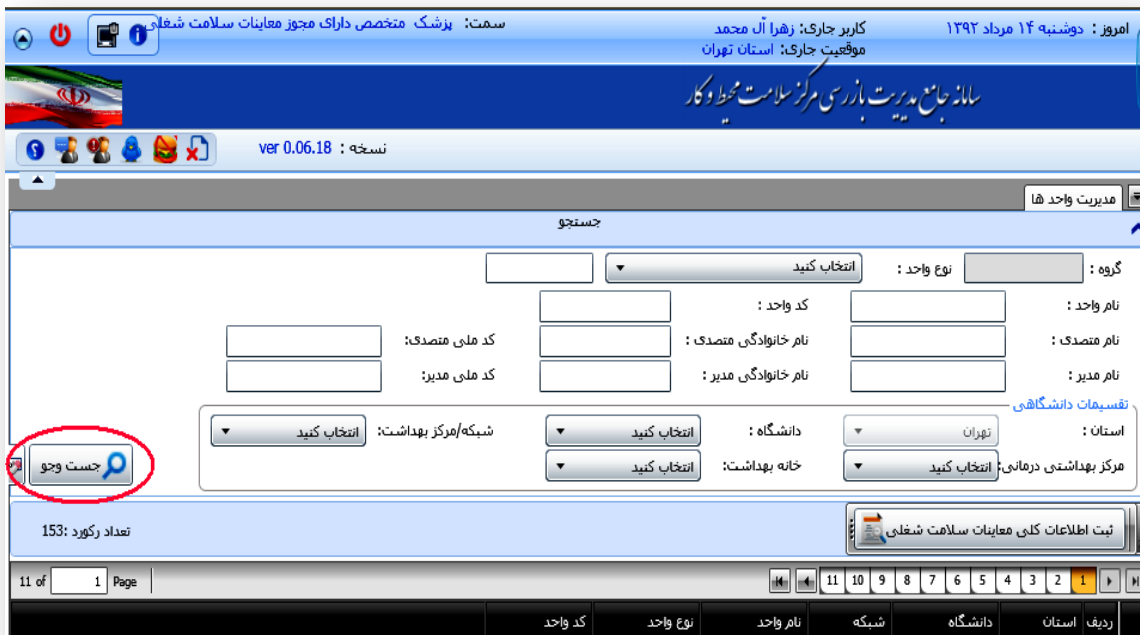 امروز : دوشنبه ۱۴ مرداد ۱۳۹۲
کاربر جاری: زهرا آل محمد
سمت: پزشک متخصص دارای مجوز معاینات سلامت شغلی
موقعیت جاری: استان تهران
سامانه جامع مدیریت بازرسی مرکز سلامت محیط و کار
نسخه : ver 0.06.18
مدیریت واحد ها
جستجو
گروه : نوع واحد : انتخاب کنید
نام واحد : کد واحد :
نام متصدی : نام خانوادگی متصدی : کد ملی متصدی:
نام مدیر : نام خانوادگی مدیر : کد ملی مدیر:
تقسیمات دانشگاهی
استان : تهران دانشگاه : انتخاب کنید شبکه/مرکز بهداشت: انتخاب کنید
مرکز بهداشتی درمانی: انتخاب کنید خانه بهداشت: انتخاب کنید
جست وجو
ثبت اطلاعات کلی معاینات سلامت شغلی
تعداد رکورد :153
1 2 3 4 5 6 7 8 9 10 11
Page 1 of 11
ردیف استان دانشگاه شبکه نام واحد نوع واحد کد واحد